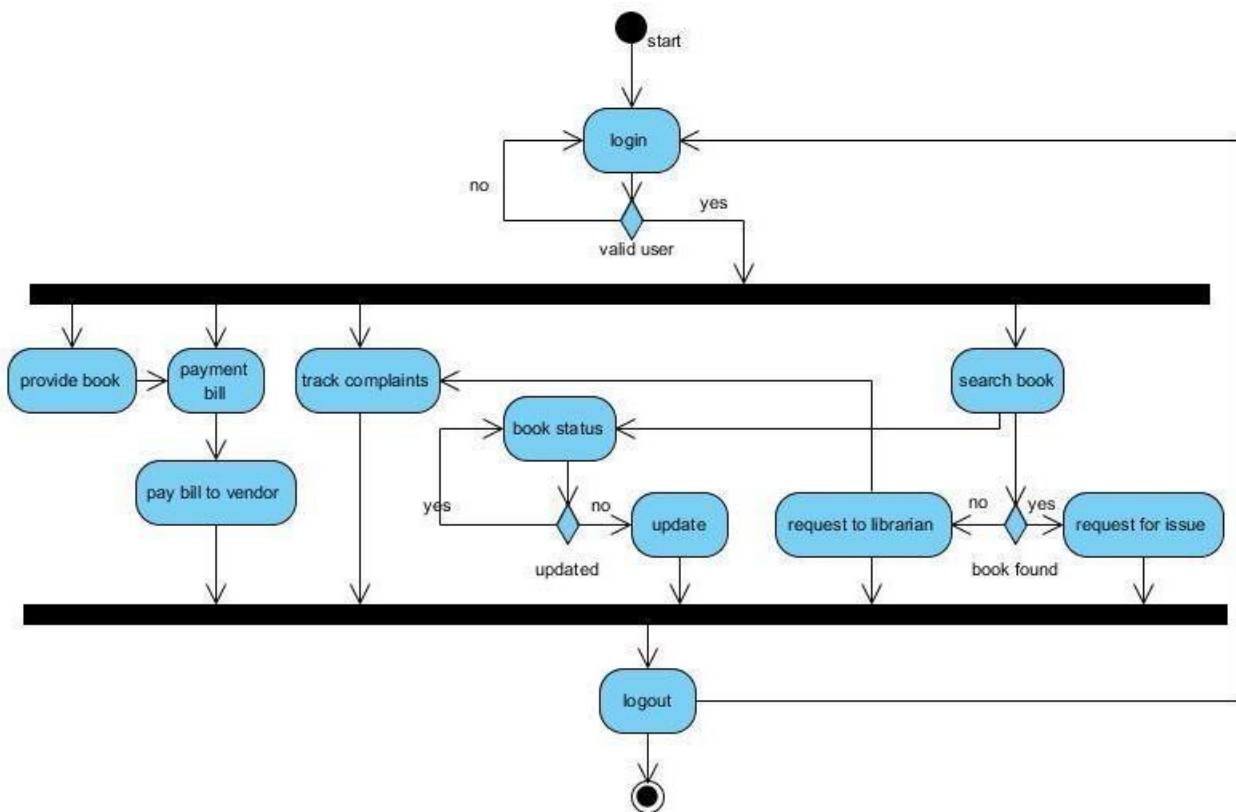 start
login
no
yes
valid user
provide book
payment
bill
track complaints
search book
book status
pay bill to vendor
yes
no
update
request to librarian
no
yes
request for issue
updated
book found
logout